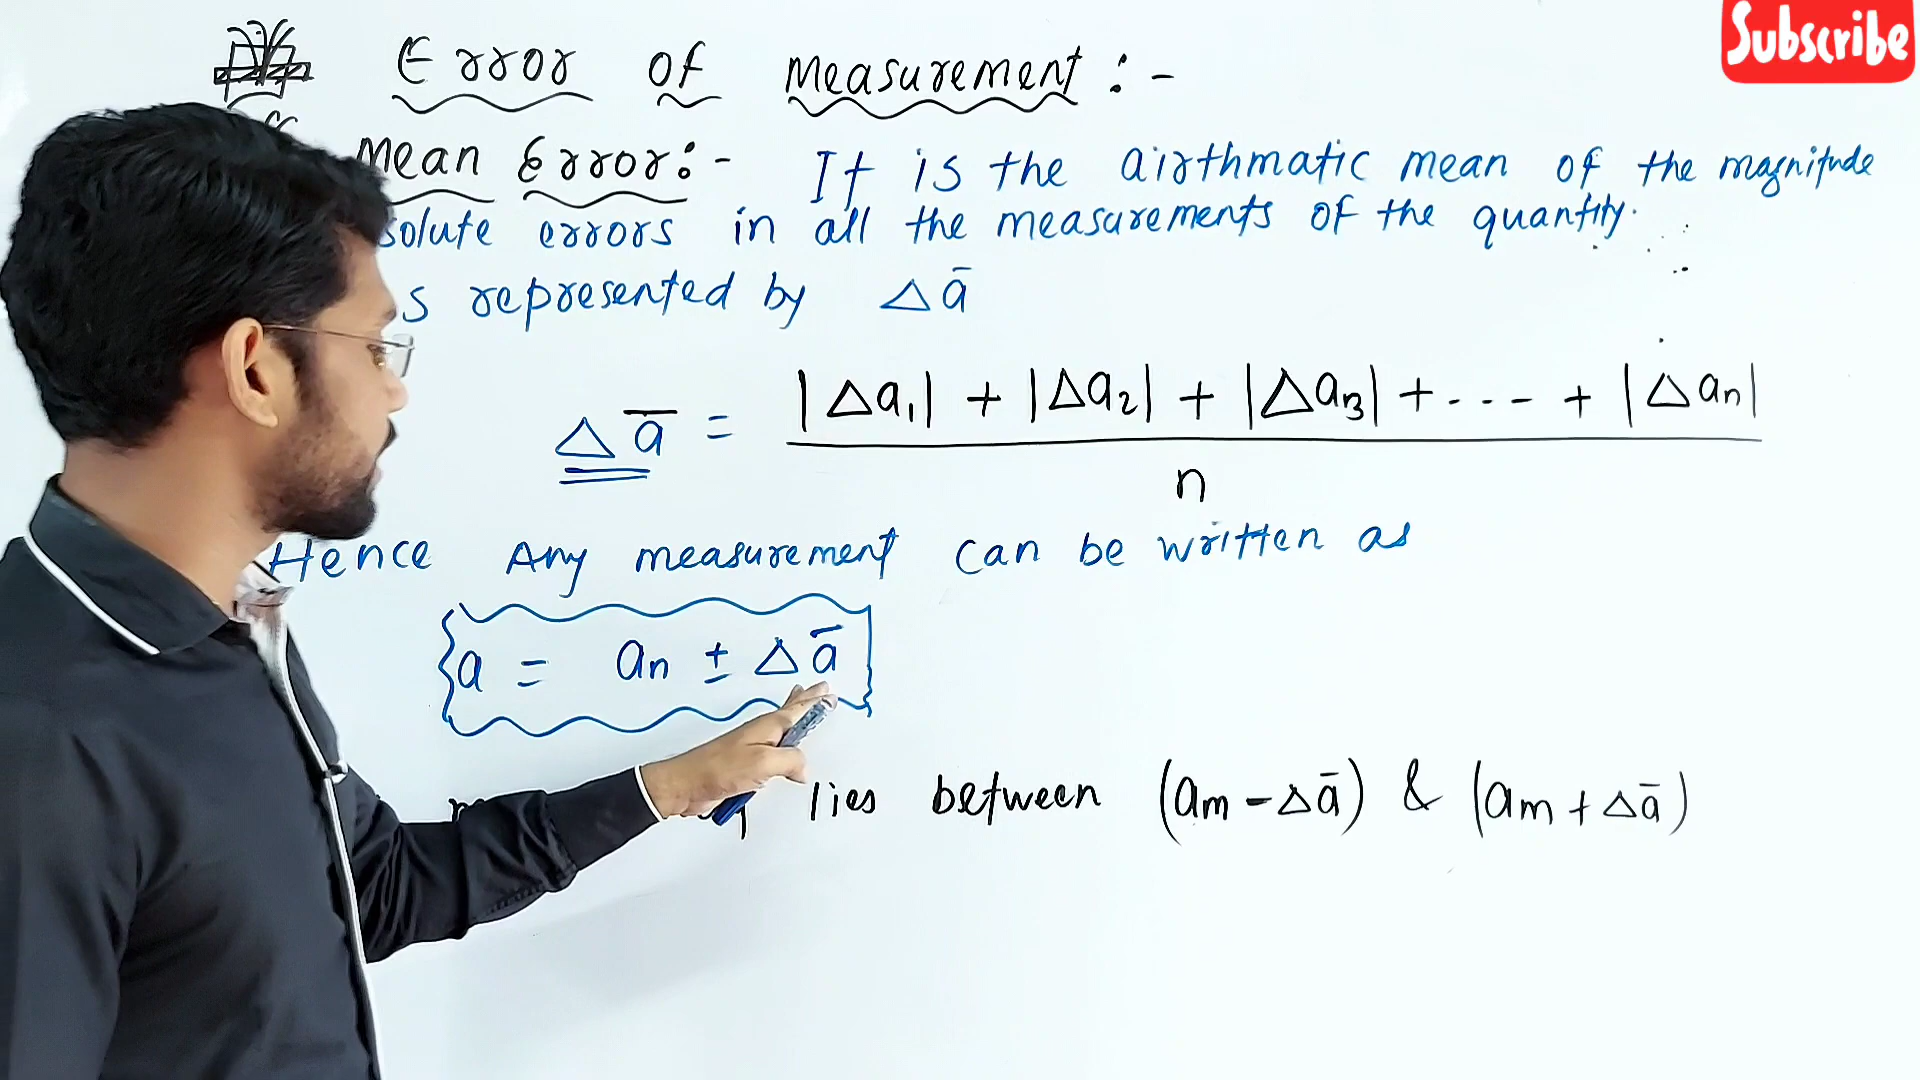 Subscribe
Error of measurement :-
mean Error:- It is the airthmatic mean of the magnitude
solute errors in all the measurements of the quantity.
s represented by Δā
Δā = |Δa₁| + |Δa₂| + |Δa₃| + --- + |Δan|
n
Hence Any measurement can be written as
a = an ± Δā
lies between (am - Δā) & (am + Δā)